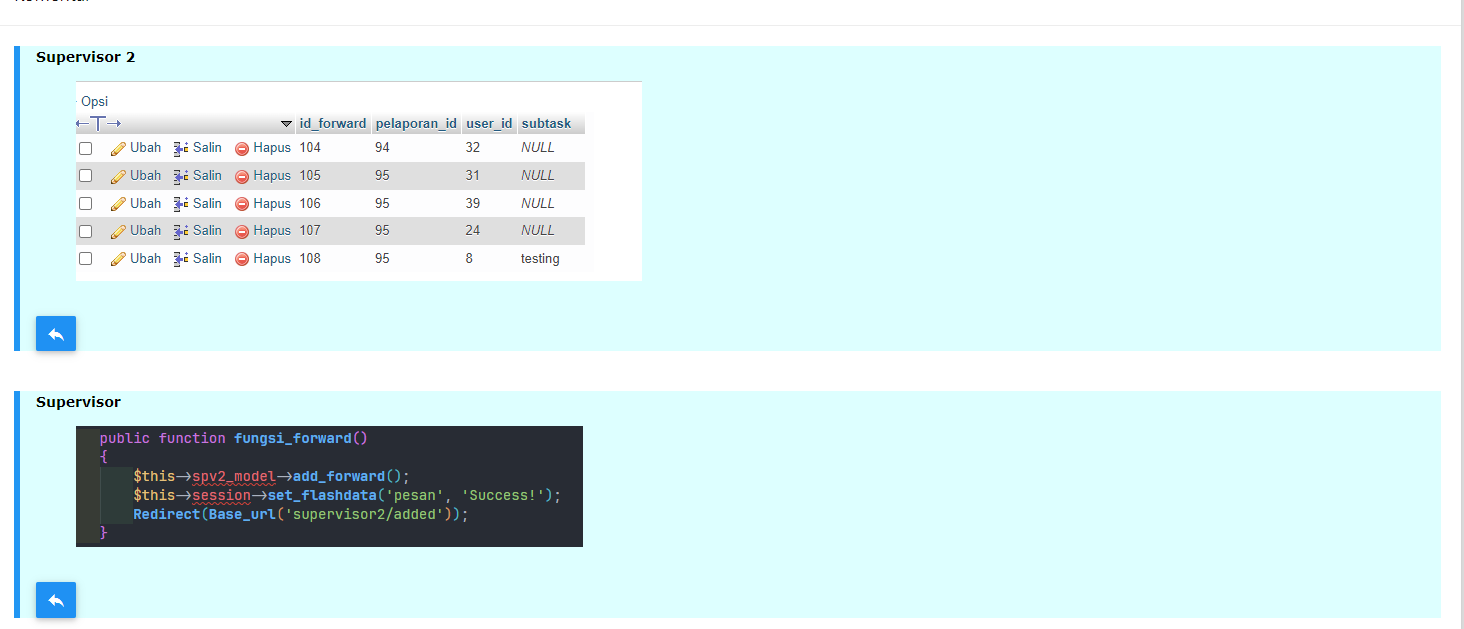 Supervisor 2
Opsi
id_forward pelaporan_id user_id subtask
Ubah Salin Hapus 104 94 32 NULL
Ubah Salin Hapus 105 95 31 NULL
Ubah Salin Hapus 106 95 39 NULL
Ubah Salin Hapus 107 95 24 NULL
Ubah Salin Hapus 108 95 8 testing
Supervisor
public function fungsi_forward()
{
$this->spv2_model->add_forward();
$this->session->set_flashdata('pesan', 'Success!');
Redirect(Base_url('supervisor2/added'));
}